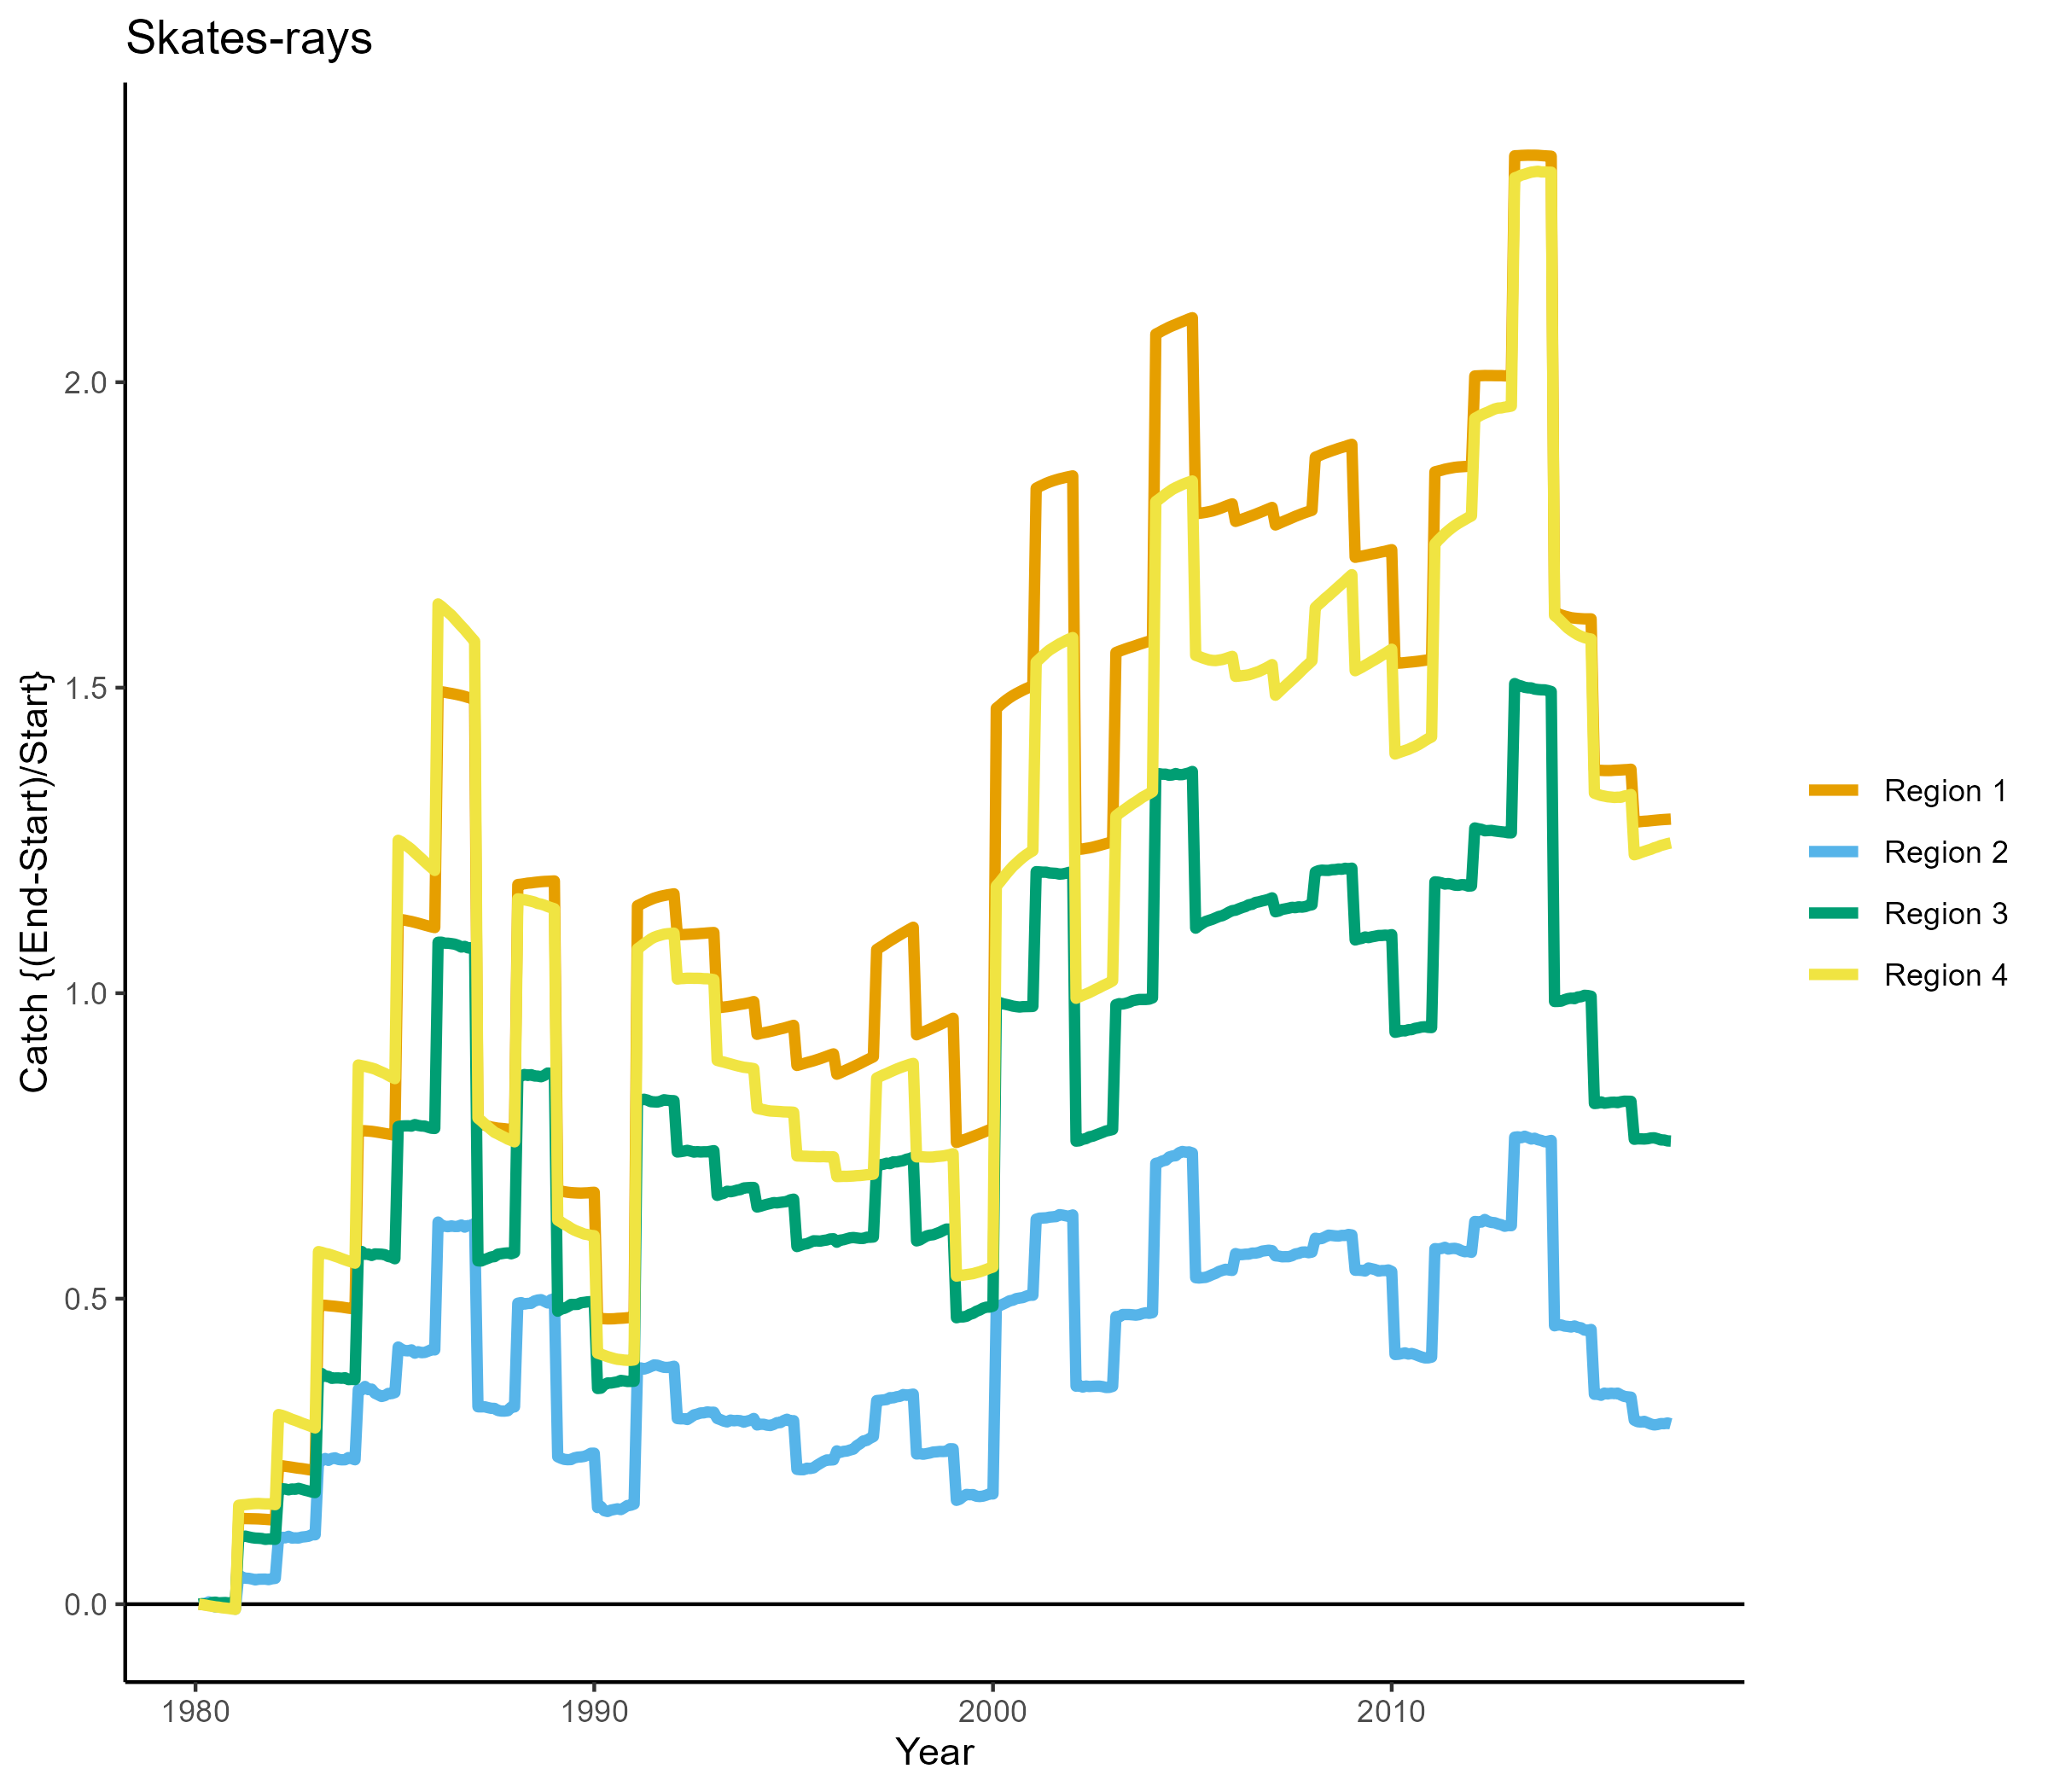 Skates-rays
Catch {(End-Start)/Start}
2.0
1.5
1.0
0.5
0.0
1980
1990
2000
2010
Year
Region 1
Region 2
Region 3
Region 4